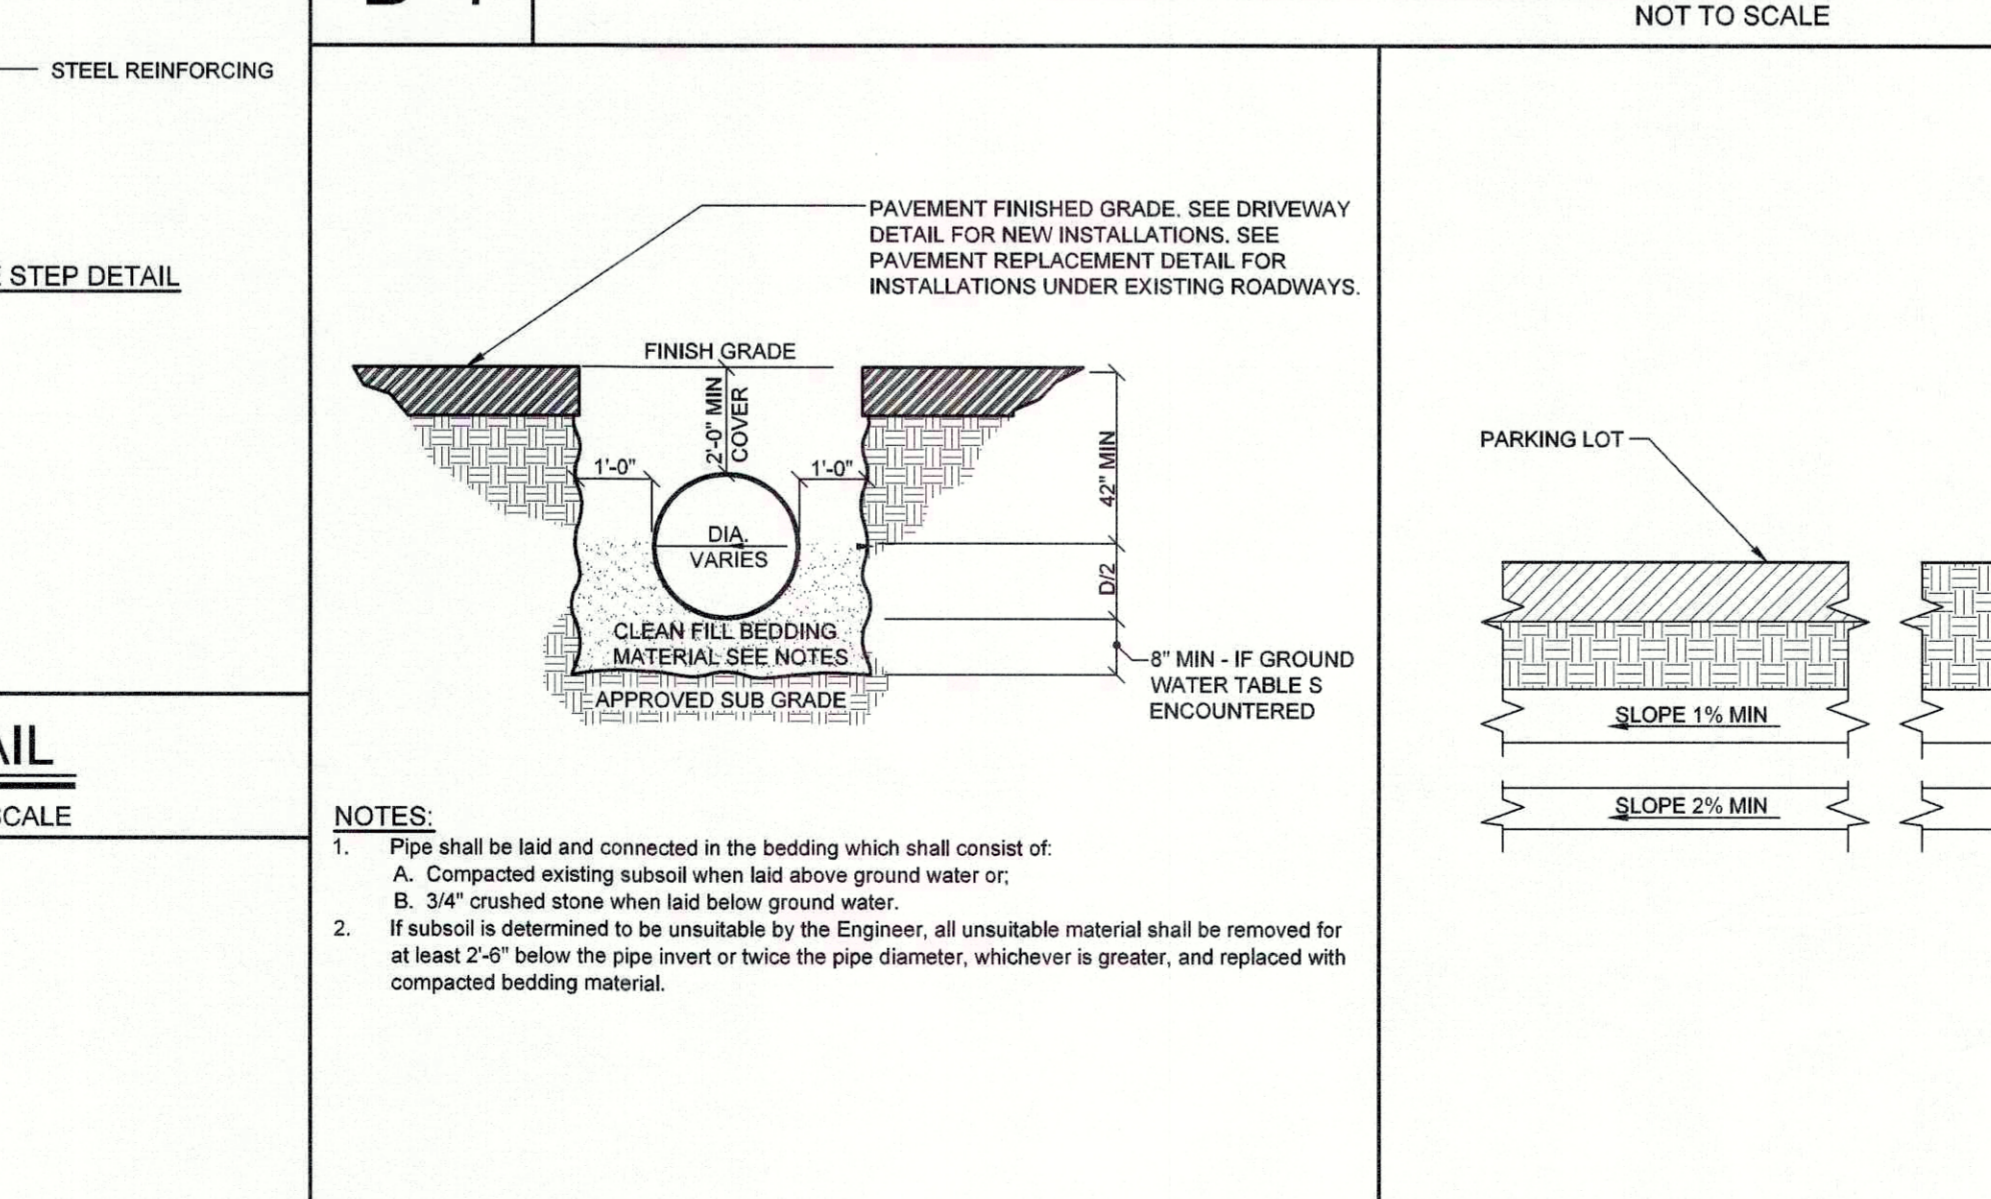 NOT TO SCALE
STEEL REINFORCING
STEP DETAIL
SCALE
PAVEMENT FINISHED GRADE. SEE DRIVEWAY
DETAIL FOR NEW INSTALLATIONS. SEE
PAVEMENT REPLACEMENT DETAIL FOR
INSTALLATIONS UNDER EXISTING ROADWAYS.
FINISH GRADE
2'-0" MIN
COVER
1'-0"
1'-0"
42" MIN
DIA.
VARIES
D/2
CLEAN FILL BEDDING
MATERIAL SEE NOTES
APPROVED SUB GRADE
8" MIN - IF GROUND
WATER TABLE S
ENCOUNTERED
NOTES:
1. Pipe shall be laid and connected in the bedding which shall consist of:
A. Compacted existing subsoil when laid above ground water or;
B. 3/4" crushed stone when laid below ground water.
2. If subsoil is determined to be unsuitable by the Engineer, all unsuitable material shall be removed for
at least 2'-6" below the pipe invert or twice the pipe diameter, whichever is greater, and replaced with
compacted bedding material.
PARKING LOT
SLOPE 1% MIN
SLOPE 2% MIN